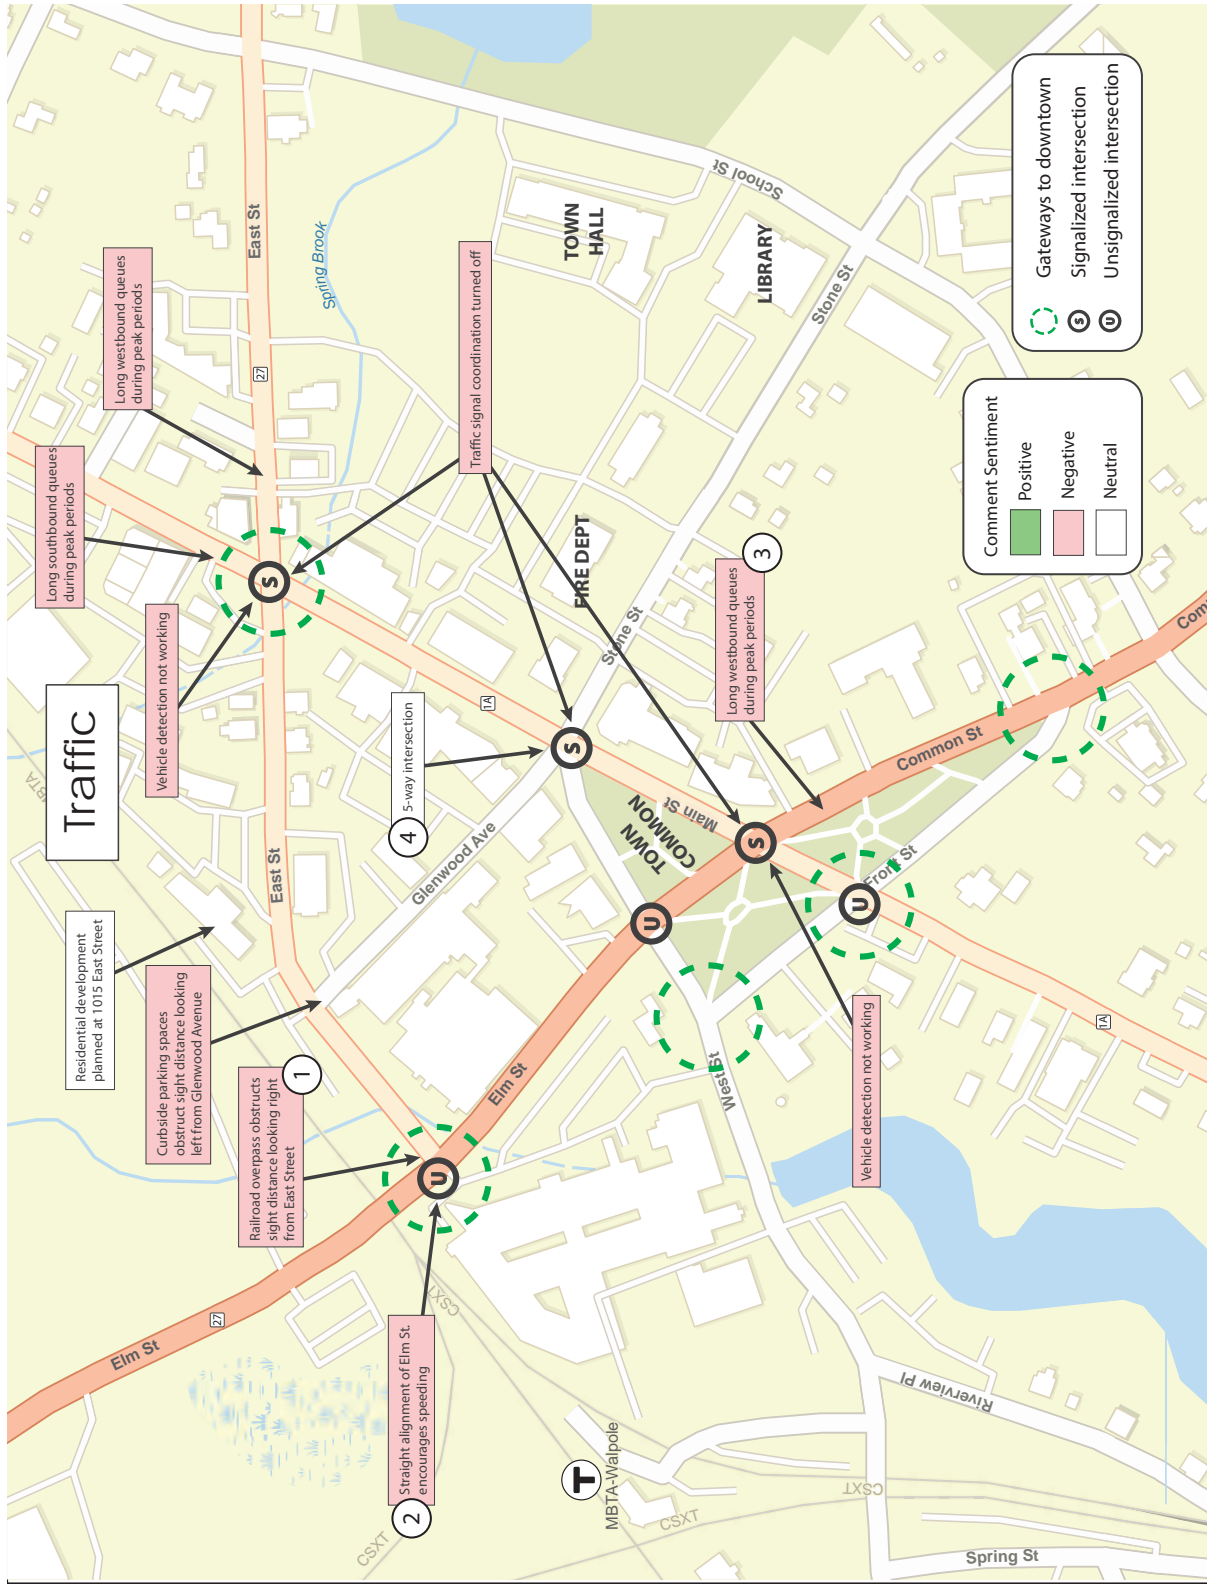 Traffic
Long southbound queues
during peak periods
Long westbound queues
during peak periods
Vehicle detection not working
Traffic signal coordination turned off
Residential development
planned at 1015 East Street
Curbside parking spaces
obstruct sight distance looking
left from Glenwood Avenue
Railroad overpass obstructs
sight distance looking right
from East Street
1
Straight alignment of Elm St.
encourages speeding
2
5-way intersection
4
Long westbound queues
during peak periods
3
Vehicle detection not working
East St
East St
27
Spring Brook
TOWN
HALL
LIBRARY
School St
Stone St
Stone St
FIRE DEPT
1A
Main St
TOWN
COMMON
Glenwood Ave
Common St
Com
Front St
1A
Elm St
Elm St
27
West St
Riverview Pl
Spring St
MBTA-Walpole
T
CSXT
CSXT
CSXT
CSXT
MBTA
S
S
S
U
U
U
Comment Sentiment
Positive
Negative
Neutral
Gateways to downtown
S
Signalized intersection
U
Unsignalized intersection